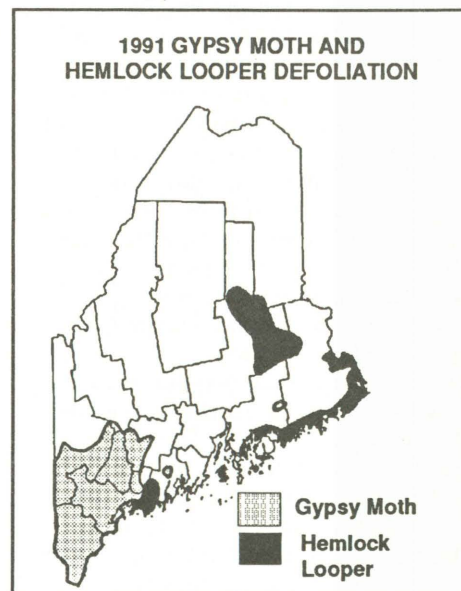 1991 GYPSY MOTH AND
HEMLOCK LOOPER DEFOLIATION
Gypsy Moth
Hemlock
Looper